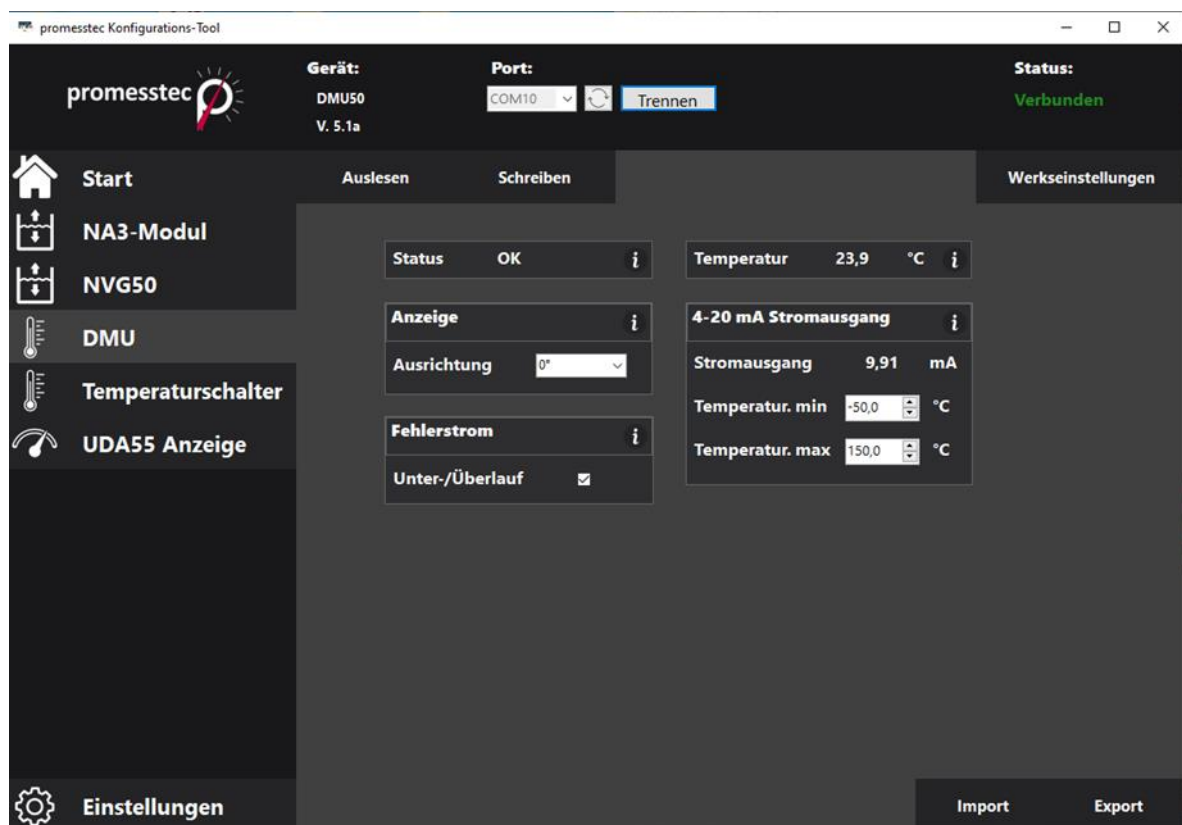 promesstec Konfigurations-Tool
promesstec
Gerät:
DMU50
V. 5.1a
Port:
COM10
Trennen
Status:
Verbunden
Start
NA3-Modul
NVG50
DMU
Temperaturschalter
UDA55 Anzeige
Einstellungen
Auslesen
Schreiben
Werkseinstellungen
Status OK i
Anzeige i
Ausrichtung 0°
Fehlerstrom i
Unter-/Überlauf
Temperatur 23,9 °C i
4-20 mA Stromausgang i
Stromausgang 9,91 mA
Temperatur. min -50,0 °C
Temperatur. max 150,0 °C
Import
Export